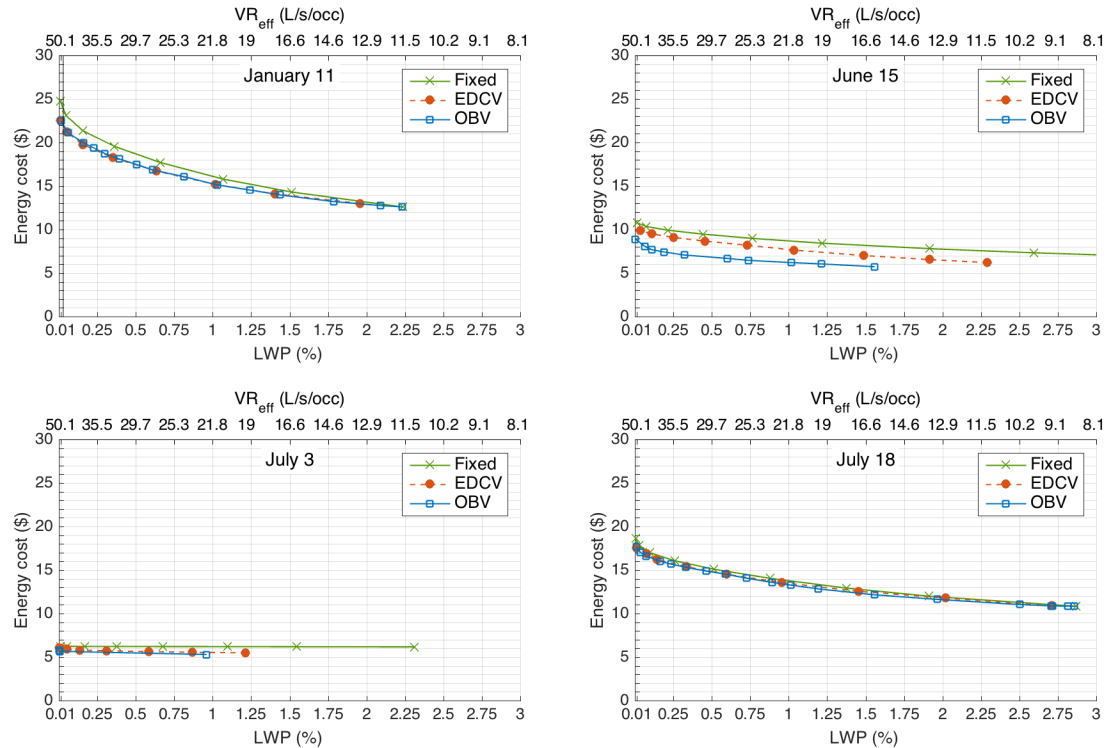 VR_eff (L/s/occ)
50.1 35.5 29.7 25.3 21.8 19 16.6 14.6 12.9 11.5 10.2 9.1 8.1
January 11
Fixed
EDCV
OBV
Energy cost ($)
30
25
20
15
10
5
0
0.01 0.25 0.5 0.75 1 1.25 1.5 1.75 2 2.25 2.5 2.75 3
LWP (%)
VR_eff (L/s/occ)
50.1 35.5 29.7 25.3 21.8 19 16.6 14.6 12.9 11.5 10.2 9.1 8.1
June 15
Fixed
EDCV
OBV
Energy cost ($)
30
25
20
15
10
5
0
0.01 0.25 0.5 0.75 1 1.25 1.5 1.75 2 2.25 2.5 2.75 3
LWP (%)
VR_eff (L/s/occ)
50.1 35.5 29.7 25.3 21.8 19 16.6 14.6 12.9 11.5 10.2 9.1 8.1
July 3
Fixed
EDCV
OBV
Energy cost ($)
30
25
20
15
10
5
0
0.01 0.25 0.5 0.75 1 1.25 1.5 1.75 2 2.25 2.5 2.75 3
LWP (%)
VR_eff (L/s/occ)
50.1 35.5 29.7 25.3 21.8 19 16.6 14.6 12.9 11.5 10.2 9.1 8.1
July 18
Fixed
EDCV
OBV
Energy cost ($)
30
25
20
15
10
5
0
0.01 0.25 0.5 0.75 1 1.25 1.5 1.75 2 2.25 2.5 2.75 3
LWP (%)